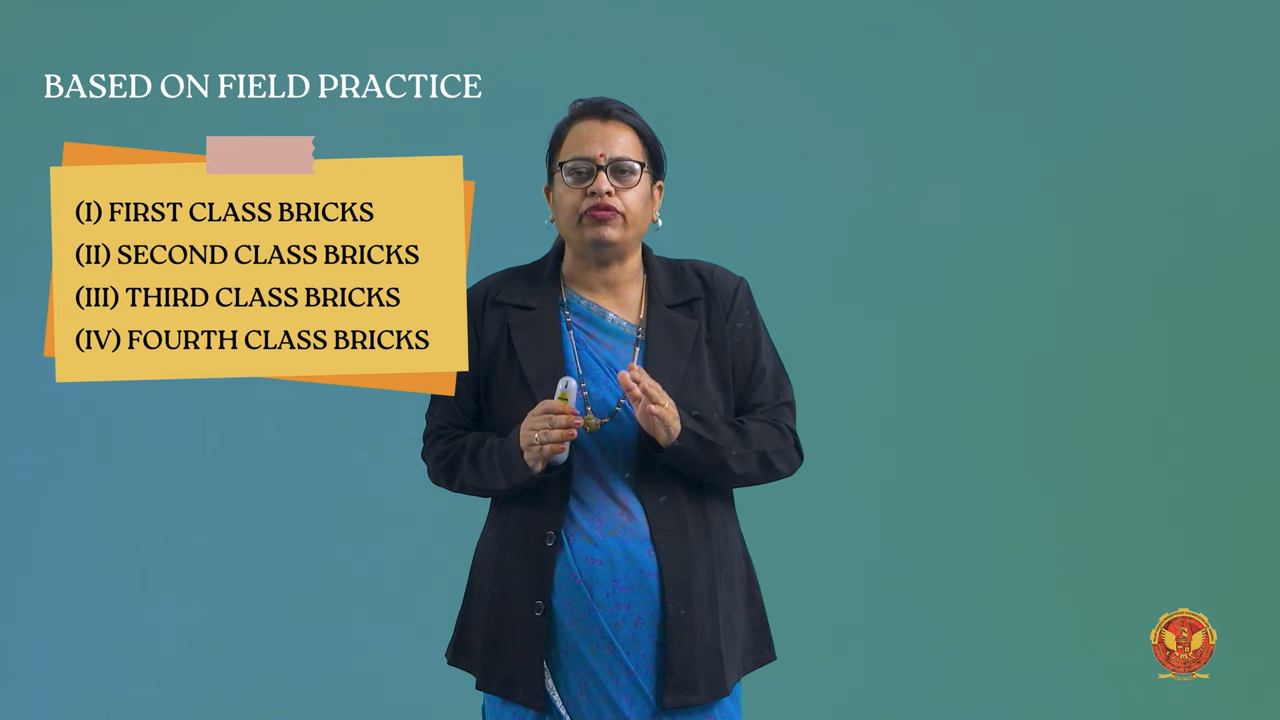 BASED ON FIELD PRACTICE
(I) FIRST CLASS BRICKS
(II) SECOND CLASS BRICKS
(III) THIRD CLASS BRICKS
(IV) FOURTH CLASS BRICKS